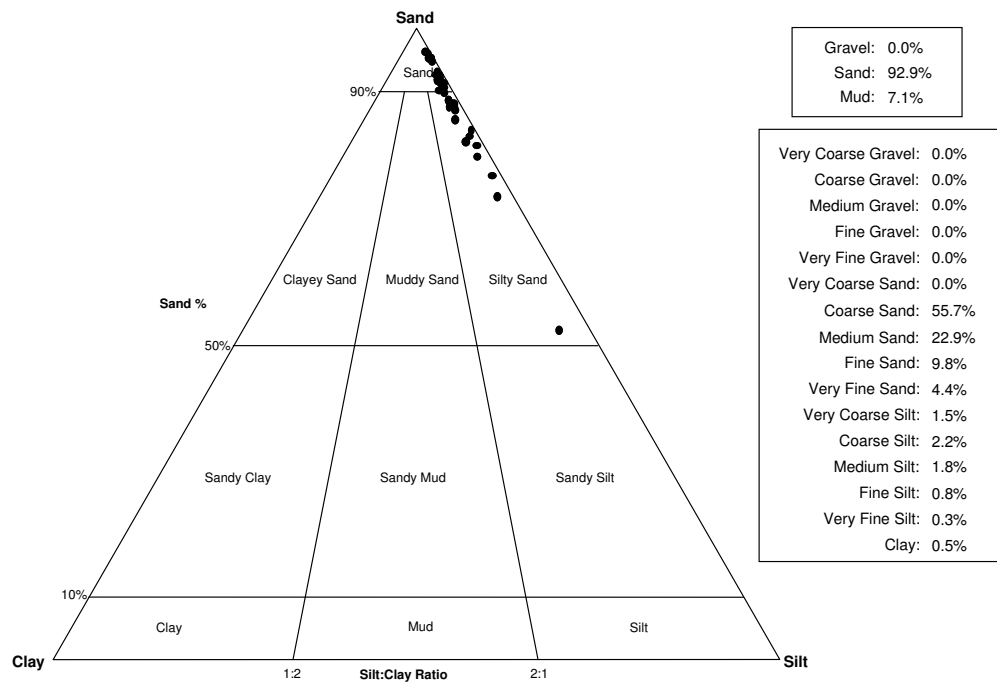 Sand
Sand
90%
Clayey Sand Muddy Sand Silty Sand
Sand %
50%
Sandy Clay Sandy Mud Sandy Silt
10%
Clay Mud Silt
Clay Silt
1:2 Silt:Clay Ratio 2:1
Gravel: 0.0%
Sand: 92.9%
Mud: 7.1%
Very Coarse Gravel: 0.0%
Coarse Gravel: 0.0%
Medium Gravel: 0.0%
Fine Gravel: 0.0%
Very Fine Gravel: 0.0%
Very Coarse Sand: 0.0%
Coarse Sand: 55.7%
Medium Sand: 22.9%
Fine Sand: 9.8%
Very Fine Sand: 4.4%
Very Coarse Silt: 1.5%
Coarse Silt: 2.2%
Medium Silt: 1.8%
Fine Silt: 0.8%
Very Fine Silt: 0.3%
Clay: 0.5%